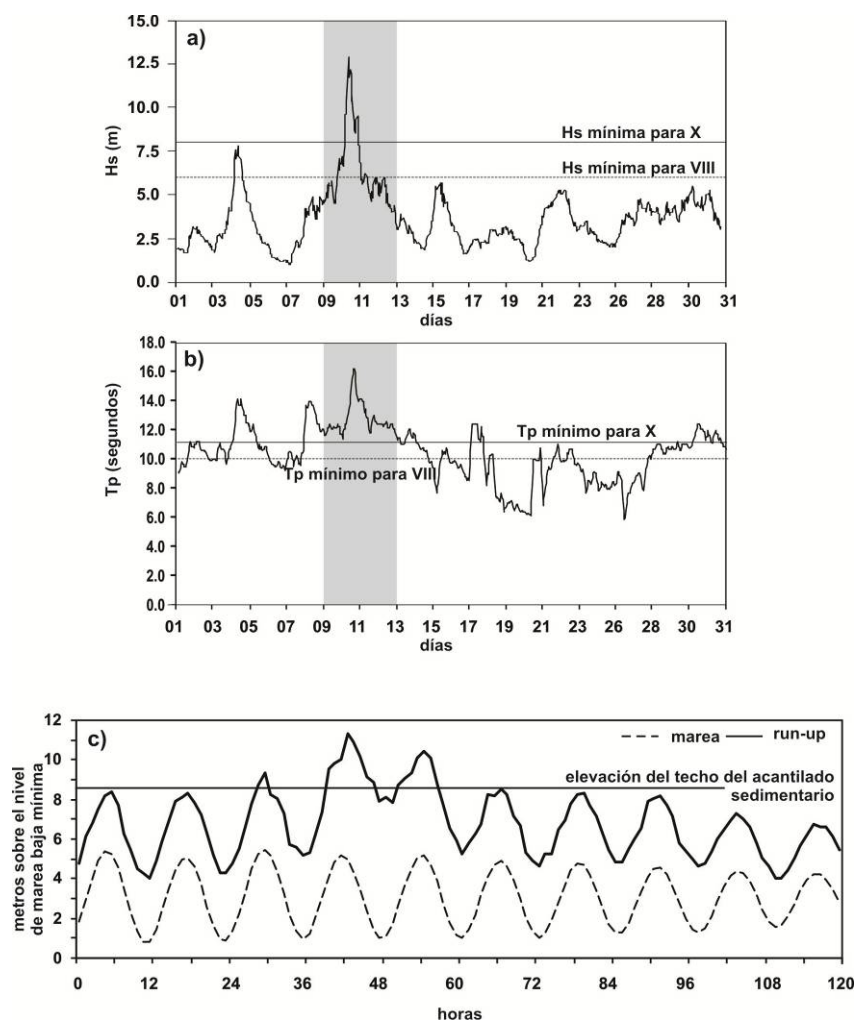 a)
15.0
12.5
10.0
7.5
5.0
2.5
0.0
Hs (m)
Hs mínima para X
Hs mínima para VIII
01 03 05 07 09 11 13 15 17 19 20 21 22 26 28 30 31
días
b)
18.0
16.0
14.0
12.0
10.0
8.0
6.0
4.0
2.0
0.0
Tp (segundos)
Tp mínimo para X
Tp mínimo para VIII
01 03 05 07 09 11 13 15 17 19 21 23 25 27 29 31
días
c)
marea run-up
elevación del techo del acantilado
sedimentario
12
10
8
6
4
2
0
metros sobre el nivel
de marea baja mínima
0 12 24 36 48 60 72 84 96 108 120
horas